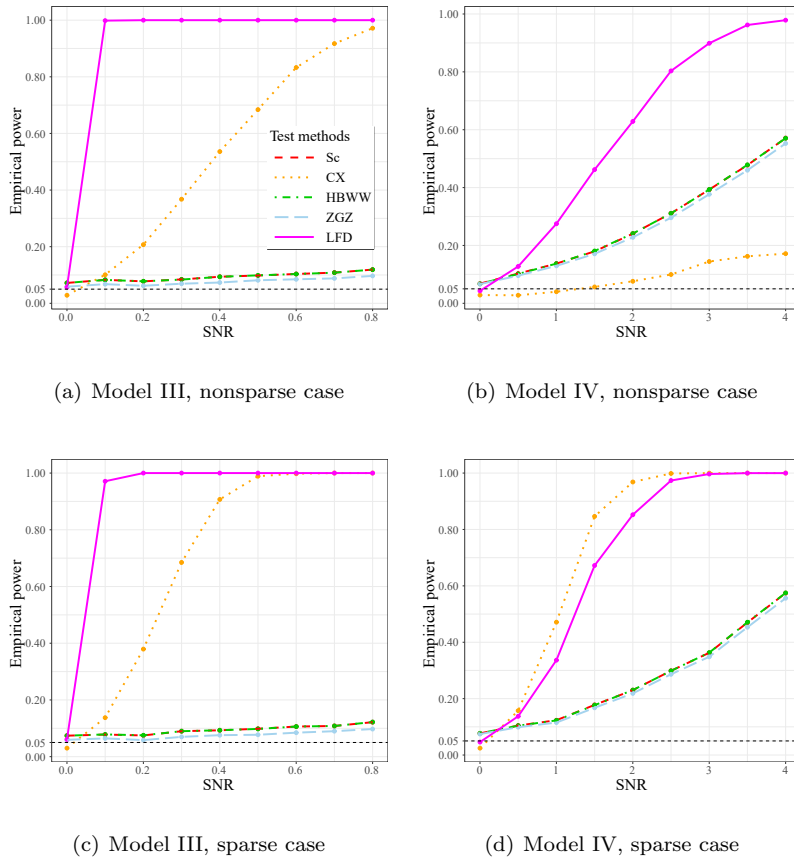 1.00
0.80
0.60
0.40
0.20
0.05
0.00
Empirical power
0.0 0.2 0.4 0.6 0.8
SNR
Test methods
Sc
CX
HBWW
ZGZ
LFD
(a) Model III, nonsparse case
1.00
0.80
0.60
0.40
0.20
0.05
0.00
Empirical power
0 1 2 3 4
SNR
(b) Model IV, nonsparse case
1.00
0.80
0.60
0.40
0.20
0.05
0.00
Empirical power
0.0 0.2 0.4 0.6 0.8
SNR
(c) Model III, sparse case
1.00
0.80
0.60
0.40
0.20
0.05
0.00
Empirical power
0 1 2 3 4
SNR
(d) Model IV, sparse case